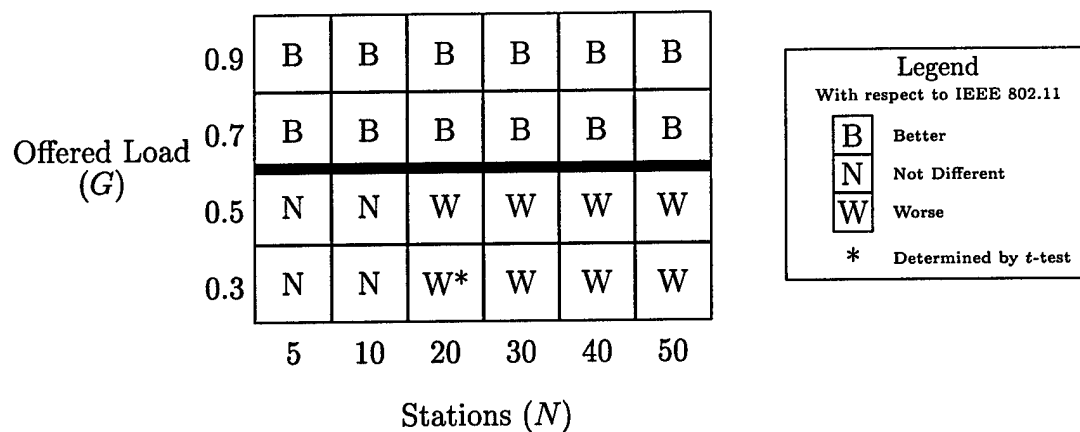 0.9 B B B B B B
0.7 B B B B B B
Offered Load
(G)
0.5 N N W W W W
0.3 N N W* W W W
5 10 20 30 40 50
Stations (N)
Legend
With respect to IEEE 802.11
B Better
N Not Different
W Worse
* Determined by t-test